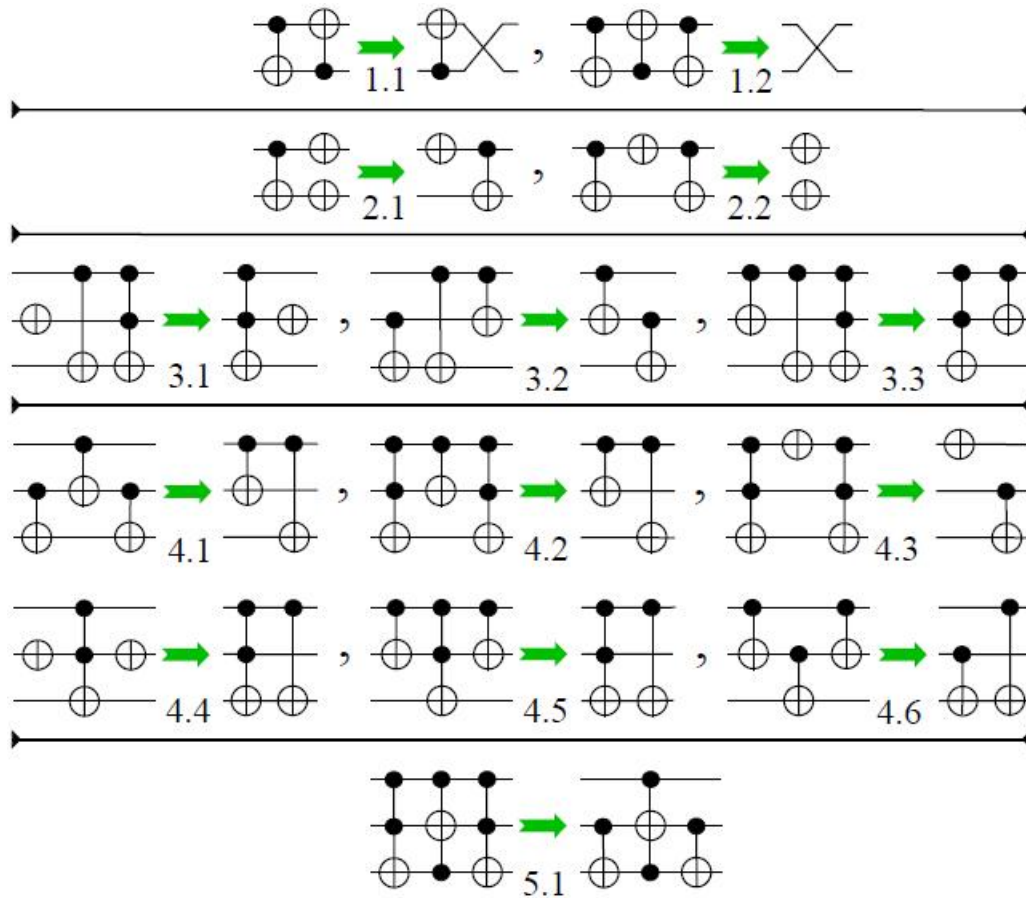 1.1 , 1.2
2.1 , 2.2
3.1 , 3.2 , 3.3
4.1 , 4.2 , 4.3
4.4 , 4.5 , 4.6
5.1